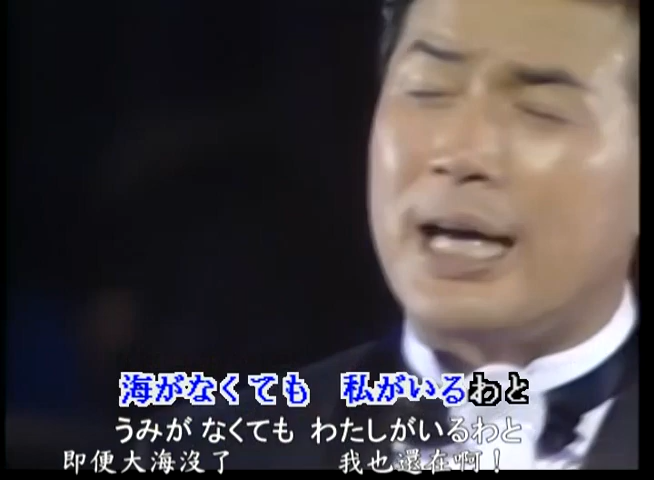 海がなくても 私がいるわと
うみが なくても わたしがいるわと
即便大海沒了 我也還在啊！